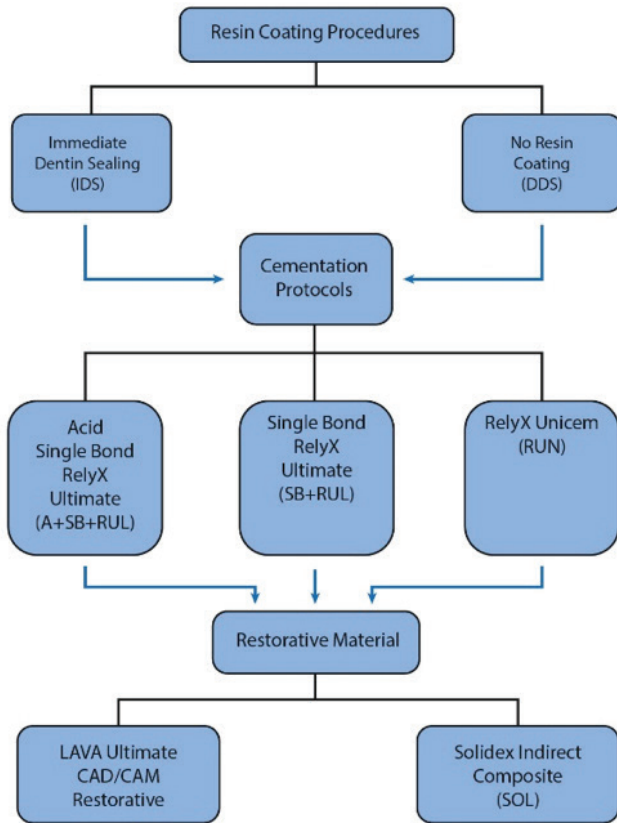 Resin Coating Procedures
Immediate
Dentin Sealing
(IDS)
No Resin
Coating
(DDS)
Cementation
Protocols
Acid
Single Bond
RelyX
Ultimate
(A+SB+RUL)
Single Bond
RelyX
Ultimate
(SB+RUL)
RelyX Unicem
(RUN)
Restorative Material
LAVA Ultimate
CAD/CAM
Restorative
Solidex Indirect
Composite
(SOL)